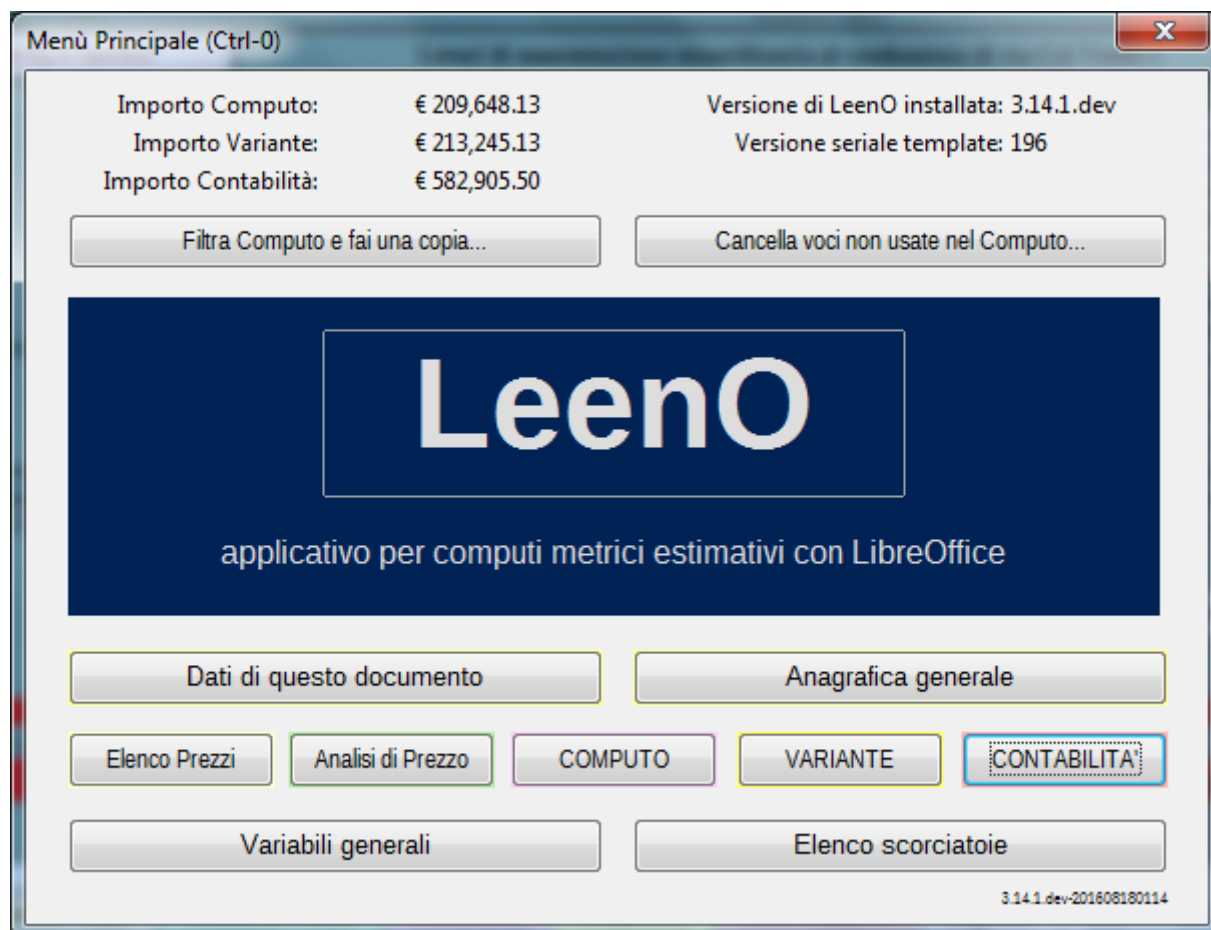 Menù Principale (Ctrl-0)
Importo Computo: € 209,648.13 Versione di LeenO installata: 3.14.1.dev
Importo Variante: € 213,245.13 Versione seriale template: 196
Importo Contabilità: € 582,905.50
Filtra Computo e fai una copia... Cancella voci non usate nel Computo...
LeenO
applicativo per computi metrici estimativi con LibreOffice
Dati di questo documento Anagrafica generale
Elenco Prezzi Analisi di Prezzo COMPUTO VARIANTE CONTABILITA'
Variabili generali Elenco scorciatoie
3.14.1.dev-201608180114